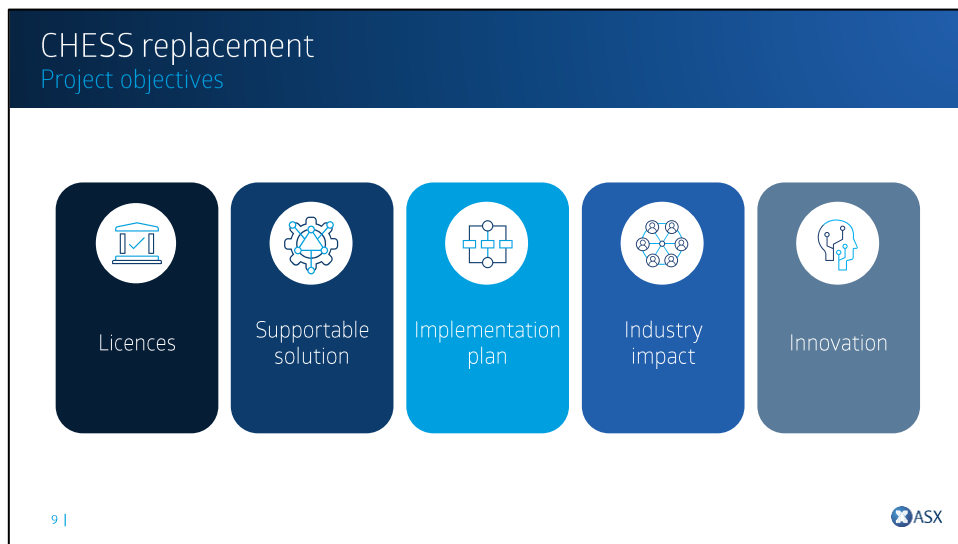 CHESS replacement
Project objectives
Licences
Supportable
solution
Implementation
plan
Industry
impact
Innovation
9 |
ASX